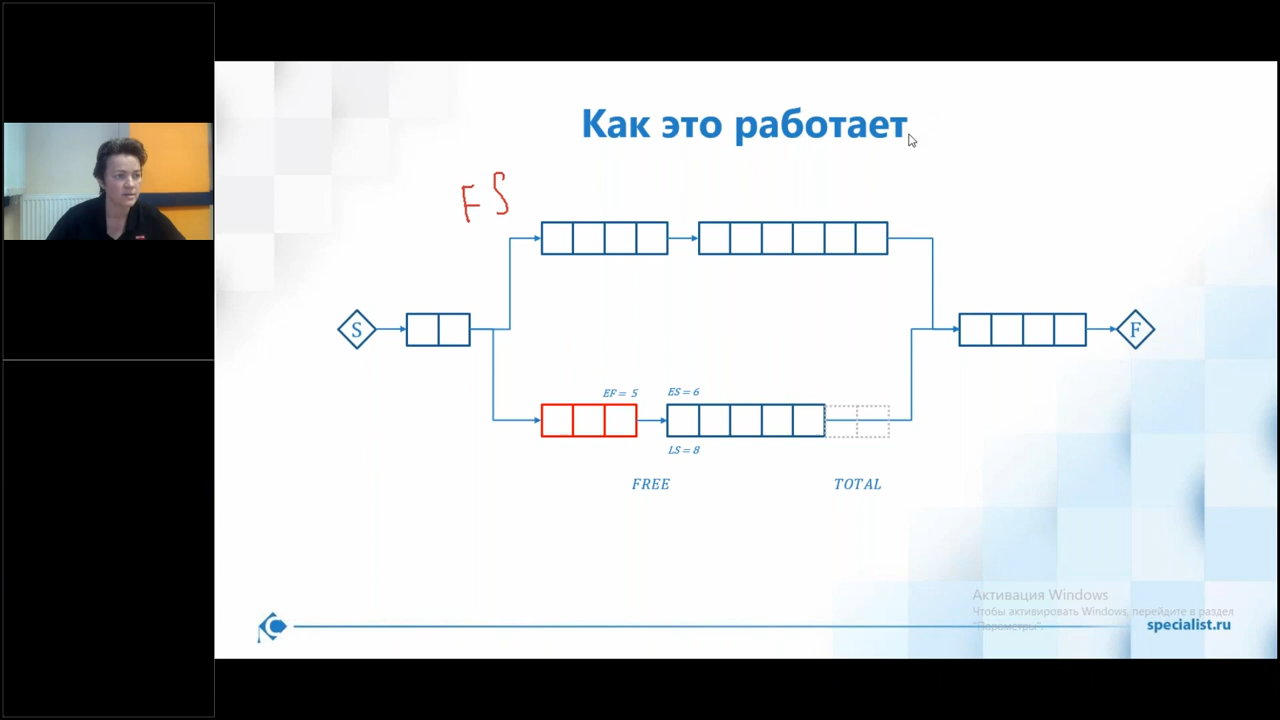 Как это работает
FS
S
F
EF = 5
ES = 6
LS = 8
FREE
TOTAL
Активация Windows
Чтобы активировать Windows, перейдите в раздел
"Параметры".
specialist.ru